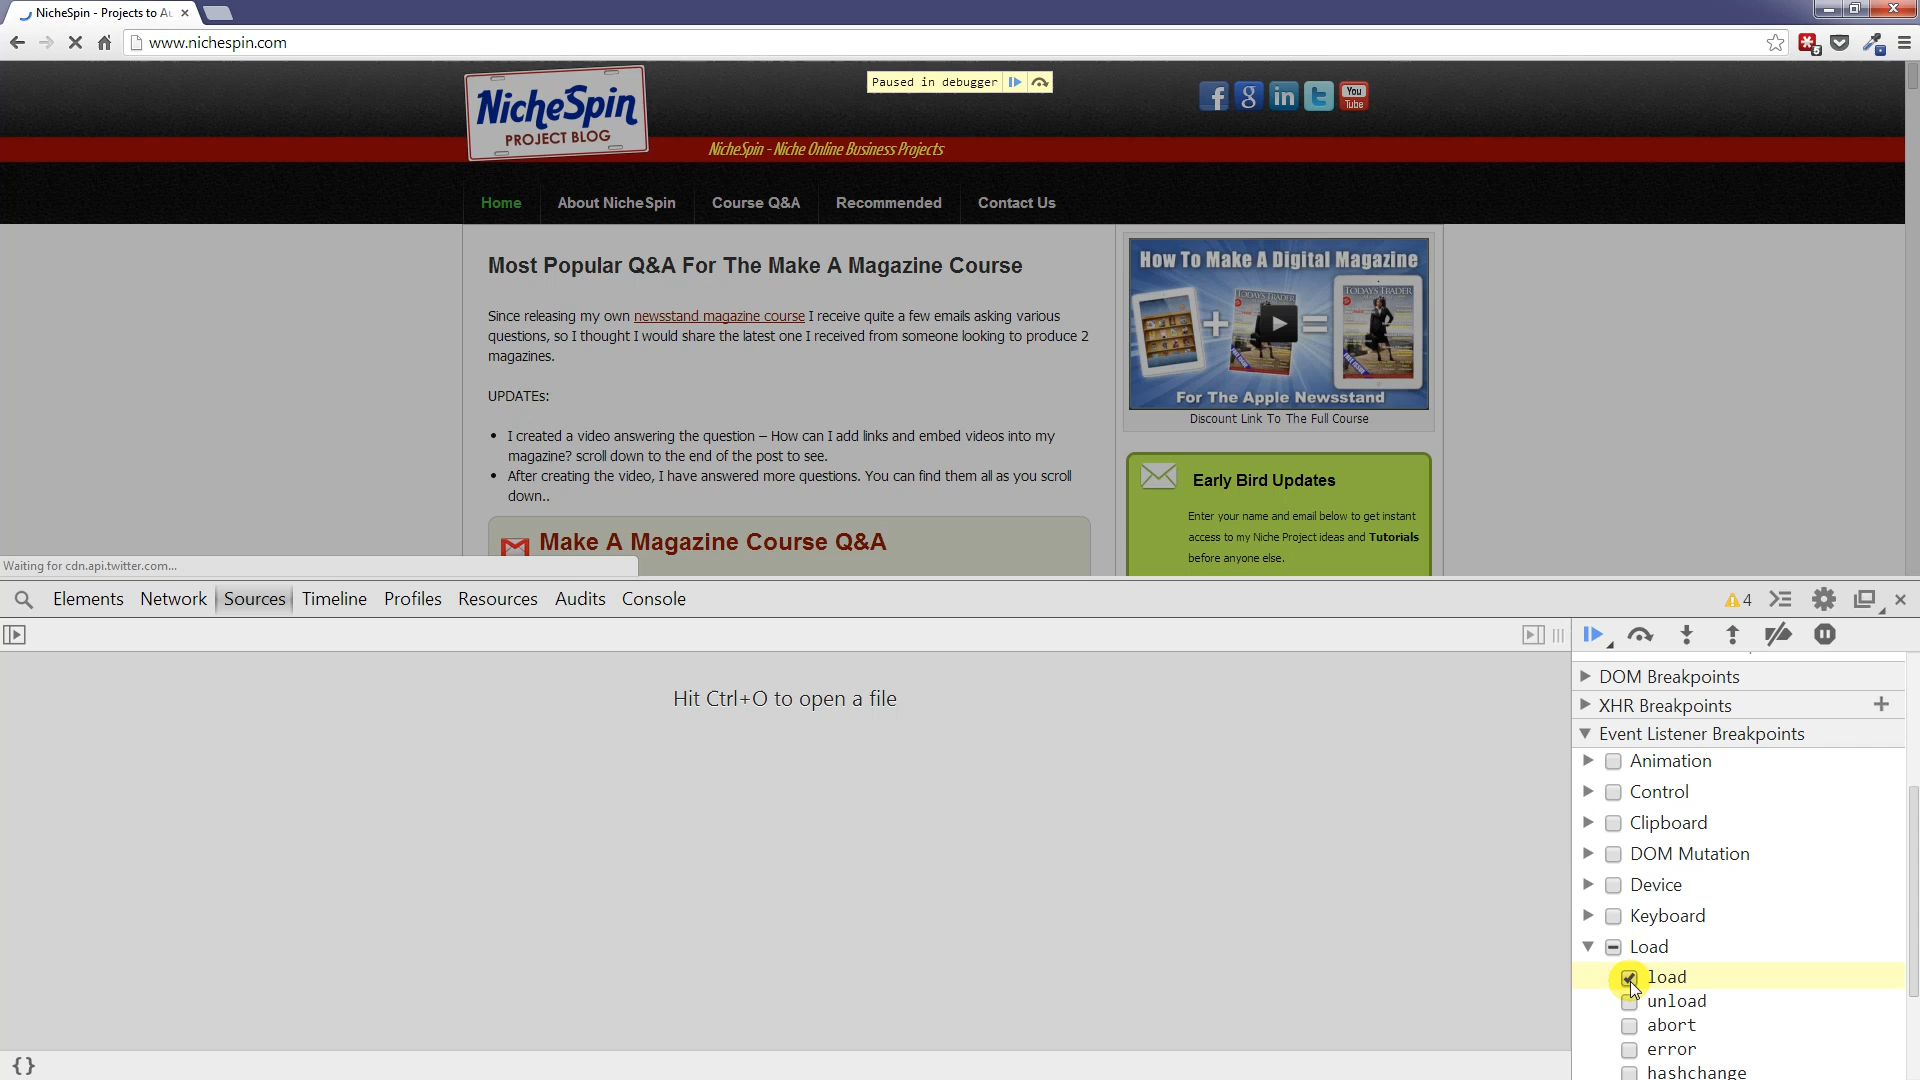 NicheSpin - Projects to Au
www.nichespin.com
NicheSpin
PROJECT BLOG
Paused in debugger
You
Tube
NicheSpin - Niche Online Business Projects
Home
About NicheSpin
Course Q&A
Recommended
Contact Us
Most Popular Q&A For The Make A Magazine Course
Since releasing my own newsstand magazine course I receive quite a few emails asking various
questions, so I thought I would share the latest one I received from someone looking to produce 2
magazines.
UPDATEs:
• I created a video answering the question – How can I add links and embed videos into my
magazine? scroll down to the end of the post to see.
• After creating the video, I have answered more questions. You can find them all as you scroll
down..
Make A Magazine Course Q&A
How To Make A Digital Magazine
TODAYS TRADER
TODAYS TRADER
For The Apple Newsstand
Discount Link To The Full Course
Early Bird Updates
Enter your name and email below to get instant
access to my Niche Project ideas and Tutorials
before anyone else.
Waiting for cdn.api.twitter.com...
Elements Network Sources Timeline Profiles Resources Audits Console
4
Hit Ctrl+O to open a file
DOM Breakpoints
XHR Breakpoints
Event Listener Breakpoints
Animation
Control
Clipboard
DOM Mutation
Device
Keyboard
Load
load
unload
abort
error
hashchange
{}